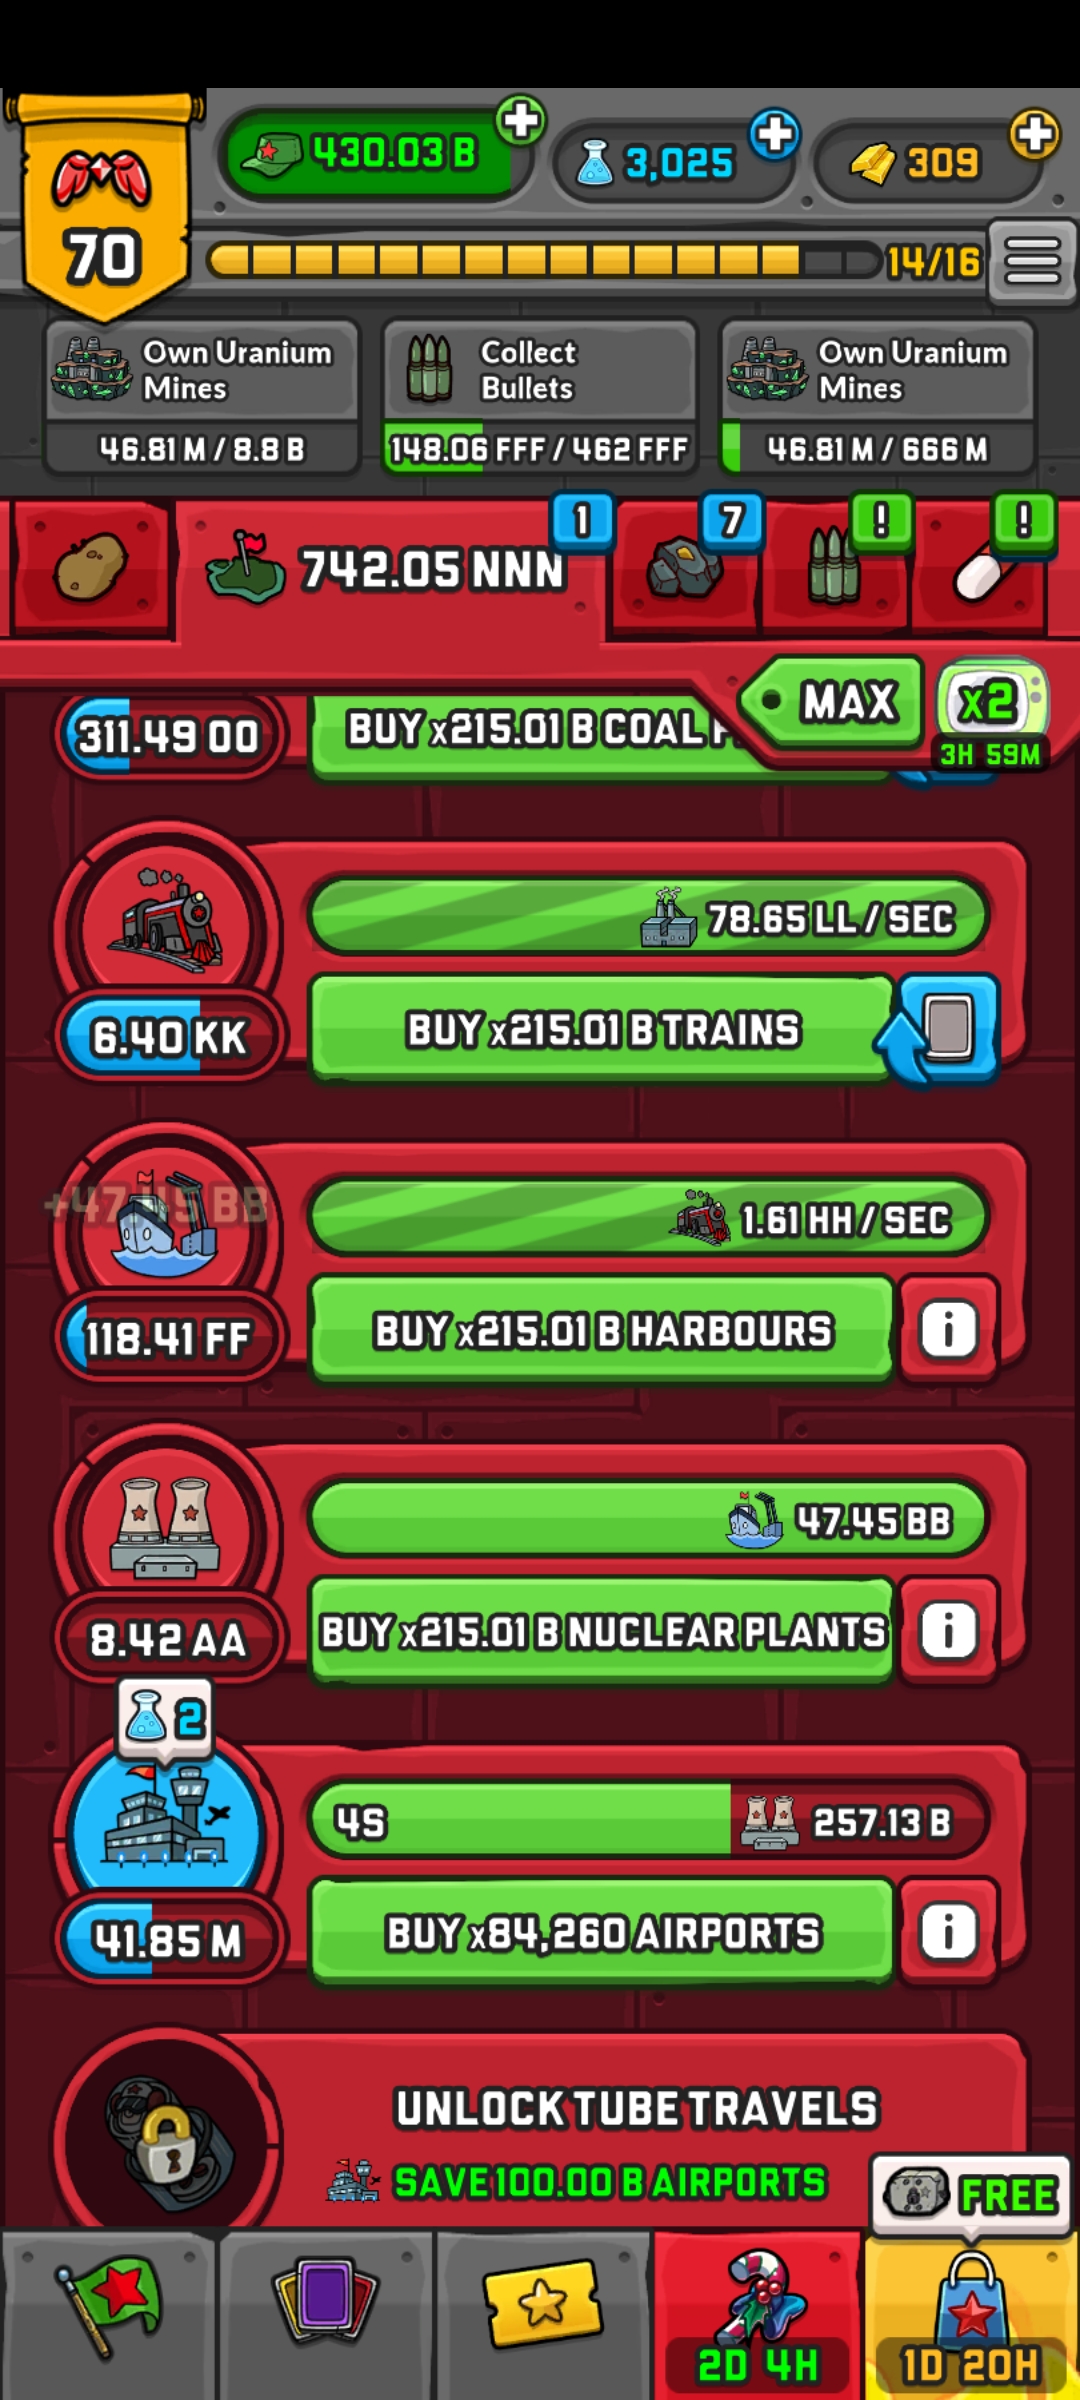 430.03 B
3,025
309
70
14/16
Own Uranium
Mines
46.81 M / 8.8 B
Collect
Bullets
148.06 FFF / 462 FFF
Own Uranium
Mines
46.81 M / 666 M
742.05 NNN
1
7
!
!
MAX
x2
3H 59M
311.49 OO
BUY x215.01 B COAL
78.65 LL / SEC
6.40 KK
BUY x215.01 B TRAINS
+47.45 BB
1.61 HH / SEC
118.41 FF
BUY x215.01 B HARBOURS
i
47.45 BB
8.42 AA
BUY x215.01 B NUCLEAR PLANTS
i
2
4S
257.13 B
41.85 M
BUY x84,260 AIRPORTS
i
UNLOCK TUBE TRAVELS
SAVE 100.00 B AIRPORTS
FREE
2D 4H
1D 20H